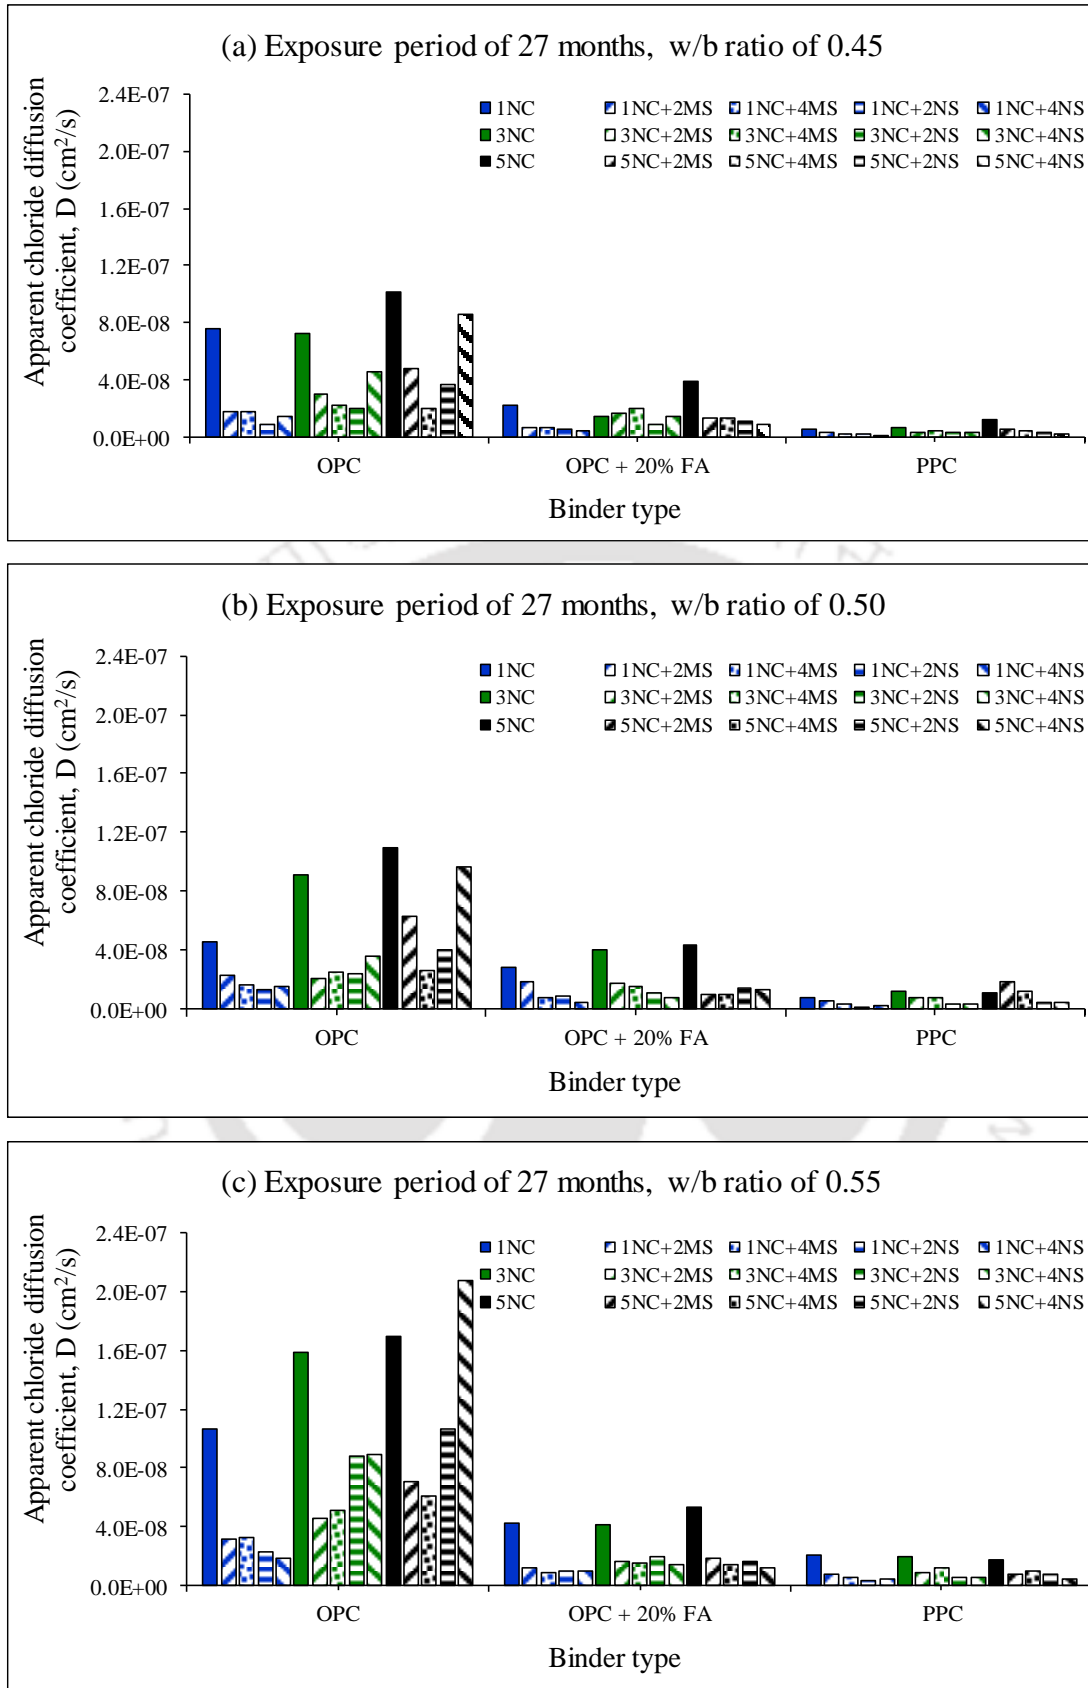 (a) Exposure period of 27 months, w/b ratio of 0.45
Apparent chloride diffusion
coefficient, D (cm²/s)
2.4E-07
2.0E-07
1.6E-07
1.2E-07
8.0E-08
4.0E-08
0.0E+00
1NC 1NC+2MS 1NC+4MS 1NC+2NS 1NC+4NS
3NC 3NC+2MS 3NC+4MS 3NC+2NS 3NC+4NS
5NC 5NC+2MS 5NC+4MS 5NC+2NS 5NC+4NS
OPC OPC + 20% FA PPC
Binder type
(b) Exposure period of 27 months, w/b ratio of 0.50
Apparent chloride diffusion
coefficient, D (cm²/s)
2.4E-07
2.0E-07
1.6E-07
1.2E-07
8.0E-08
4.0E-08
0.0E+00
1NC 1NC+2MS 1NC+4MS 1NC+2NS 1NC+4NS
3NC 3NC+2MS 3NC+4MS 3NC+2NS 3NC+4NS
5NC 5NC+2MS 5NC+4MS 5NC+2NS 5NC+4NS
OPC OPC + 20% FA PPC
Binder type
(c) Exposure period of 27 months, w/b ratio of 0.55
Apparent chloride diffusion
coefficient, D (cm²/s)
2.4E-07
2.0E-07
1.6E-07
1.2E-07
8.0E-08
4.0E-08
0.0E+00
1NC 1NC+2MS 1NC+4MS 1NC+2NS 1NC+4NS
3NC 3NC+2MS 3NC+4MS 3NC+2NS 3NC+4NS
5NC 5NC+2MS 5NC+4MS 5NC+2NS 5NC+4NS
OPC OPC + 20% FA PPC
Binder type